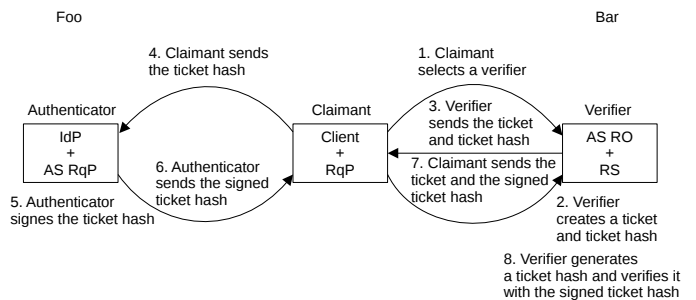 Foo
Bar
4. Claimant sends
the ticket hash
1. Claimant
selects a verifier
Authenticator
Claimant
Verifier
3. Verifier
sends the ticket
and ticket hash
IdP
+
AS RqP
Client
+
RqP
AS RO
+
RS
6. Authenticator
sends the signed
ticket hash
7. Claimant sends the
ticket and the signed
ticket hash
5. Authenticator
signes the ticket hash
2. Verifier
creates a ticket
and ticket hash
8. Verifier generates
a ticket hash and verifies it
with the signed ticket hash